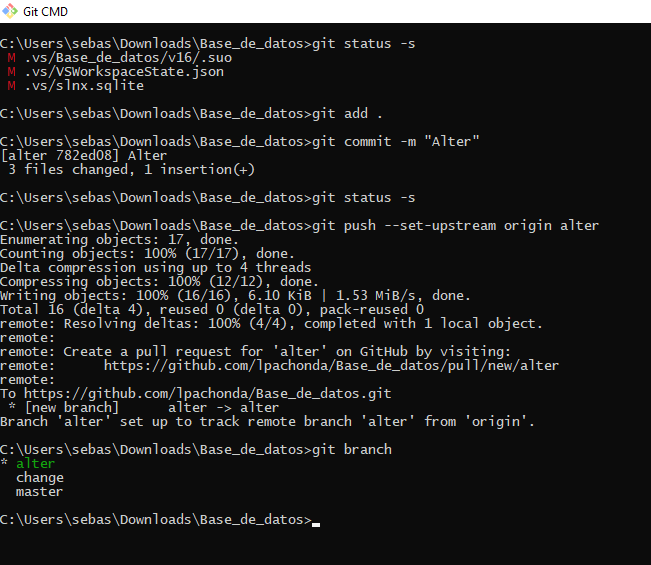 Git CMD
C:\Users\sebas\Downloads\Base_de_datos>git status -s
M .vs/Base_de_datos/v16/.suo
M .vs/VSWorkspaceState.json
M .vs/slnx.sqlite
C:\Users\sebas\Downloads\Base_de_datos>git add .
C:\Users\sebas\Downloads\Base_de_datos>git commit -m "Alter"
[alter 782ed08] Alter
3 files changed, 1 insertion(+)
C:\Users\sebas\Downloads\Base_de_datos>git status -s
C:\Users\sebas\Downloads\Base_de_datos>git push --set-upstream origin alter
Enumerating objects: 17, done.
Counting objects: 100% (17/17), done.
Delta compression using up to 4 threads
Compressing objects: 100% (12/12), done.
Writing objects: 100% (16/16), 6.10 KiB | 1.53 MiB/s, done.
Total 16 (delta 4), reused 0 (delta 0), pack-reused 0
remote: Resolving deltas: 100% (4/4), completed with 1 local object.
remote:
remote: Create a pull request for 'alter' on GitHub by visiting:
remote:      https://github.com/lpachonda/Base_de_datos/pull/new/alter
remote:
To https://github.com/lpachonda/Base_de_datos.git
* [new branch]      alter -> alter
Branch 'alter' set up to track remote branch 'alter' from 'origin'.
C:\Users\sebas\Downloads\Base_de_datos>git branch
* alter
change
master
C:\Users\sebas\Downloads\Base_de_datos>